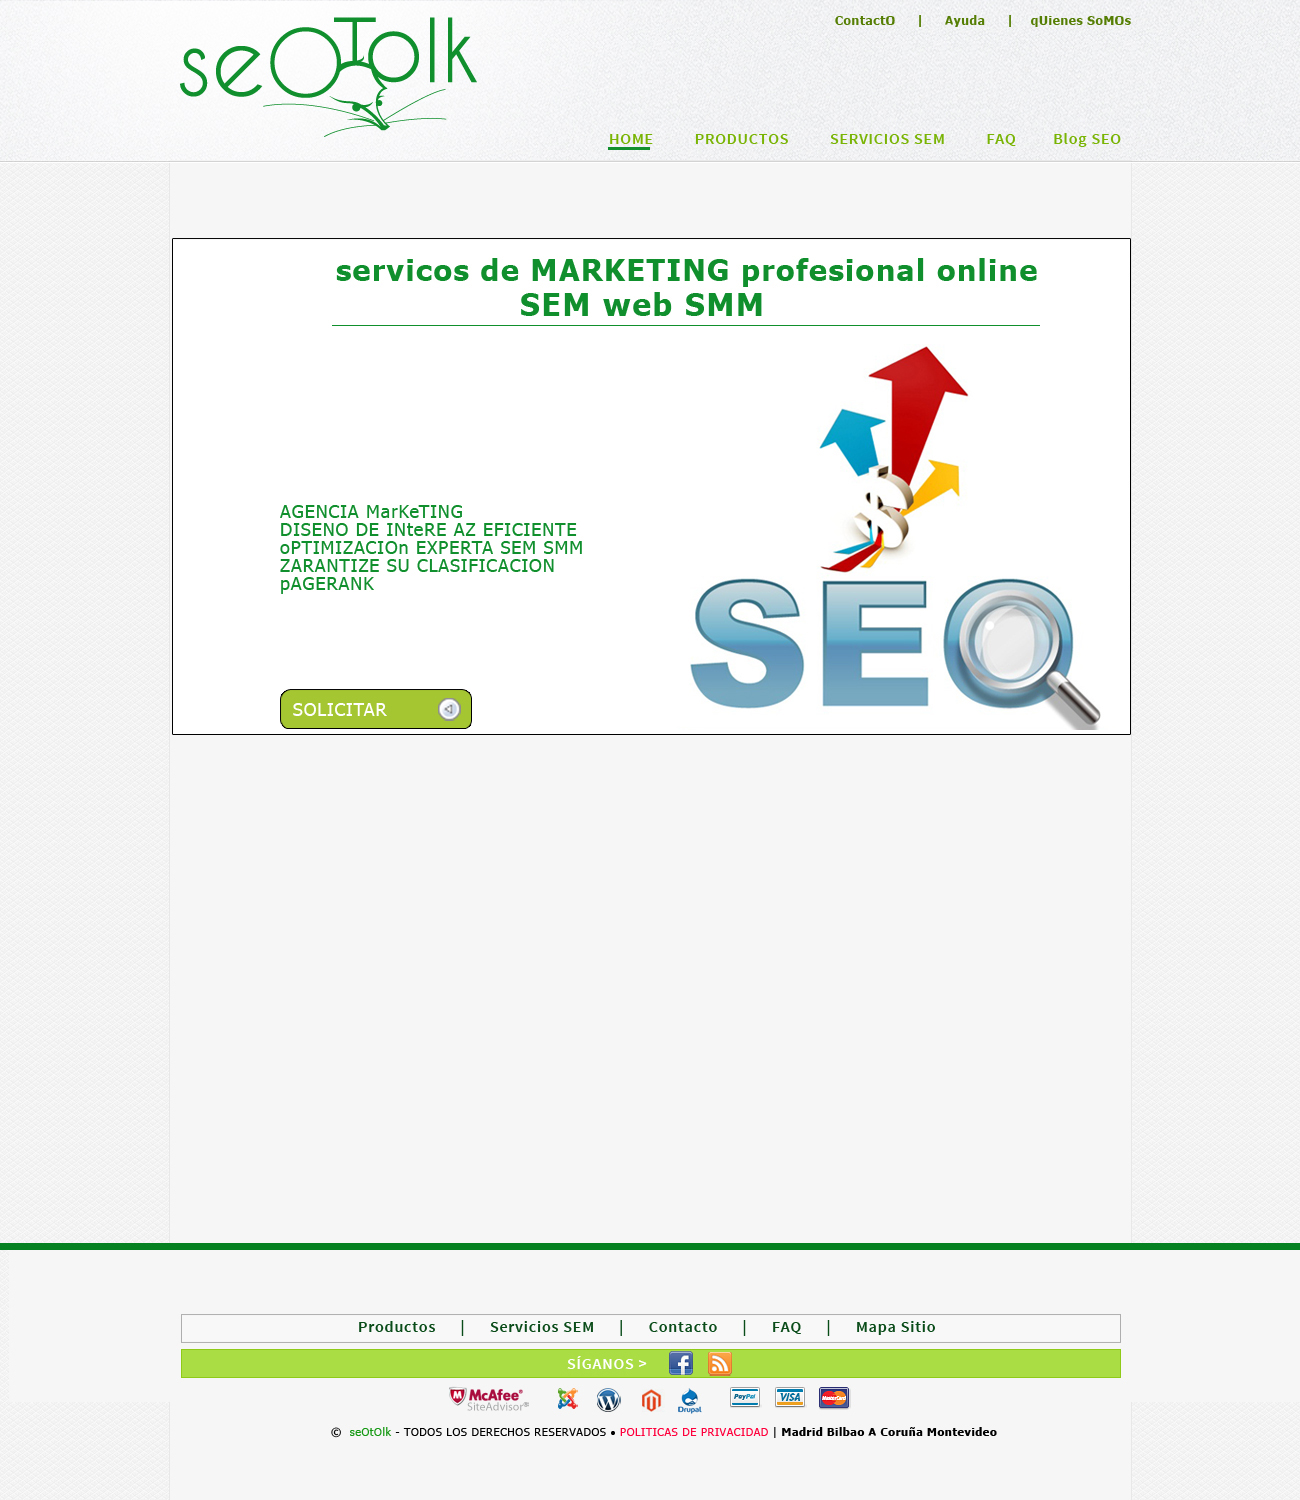 seOTolk
ContactO | Ayuda | qUienes SoMOs
HOME PRODUCTOS SERVICIOS SEM FAQ Blog SEO
servicos de MARKETING profesional online
SEM web SMM
AGENCIA MarKeTING
DISENO DE INteRE AZ EFICIENTE
oPTIMIZACIOn EXPERTA SEM SMM
ZARANTIZE SU CLASIFICACION
pAGERANK
$
SEO
SOLICITAR
Productos | Servicios SEM | Contacto | FAQ | Mapa Sitio
SÍGANOS >
McAfee® SiteAdvisor® Drupal PayPal VISA MasterCard
© seOtOlk - TODOS LOS DERECHOS RESERVADOS • POLITICAS DE PRIVACIDAD | Madrid Bilbao A Coruña Montevideo